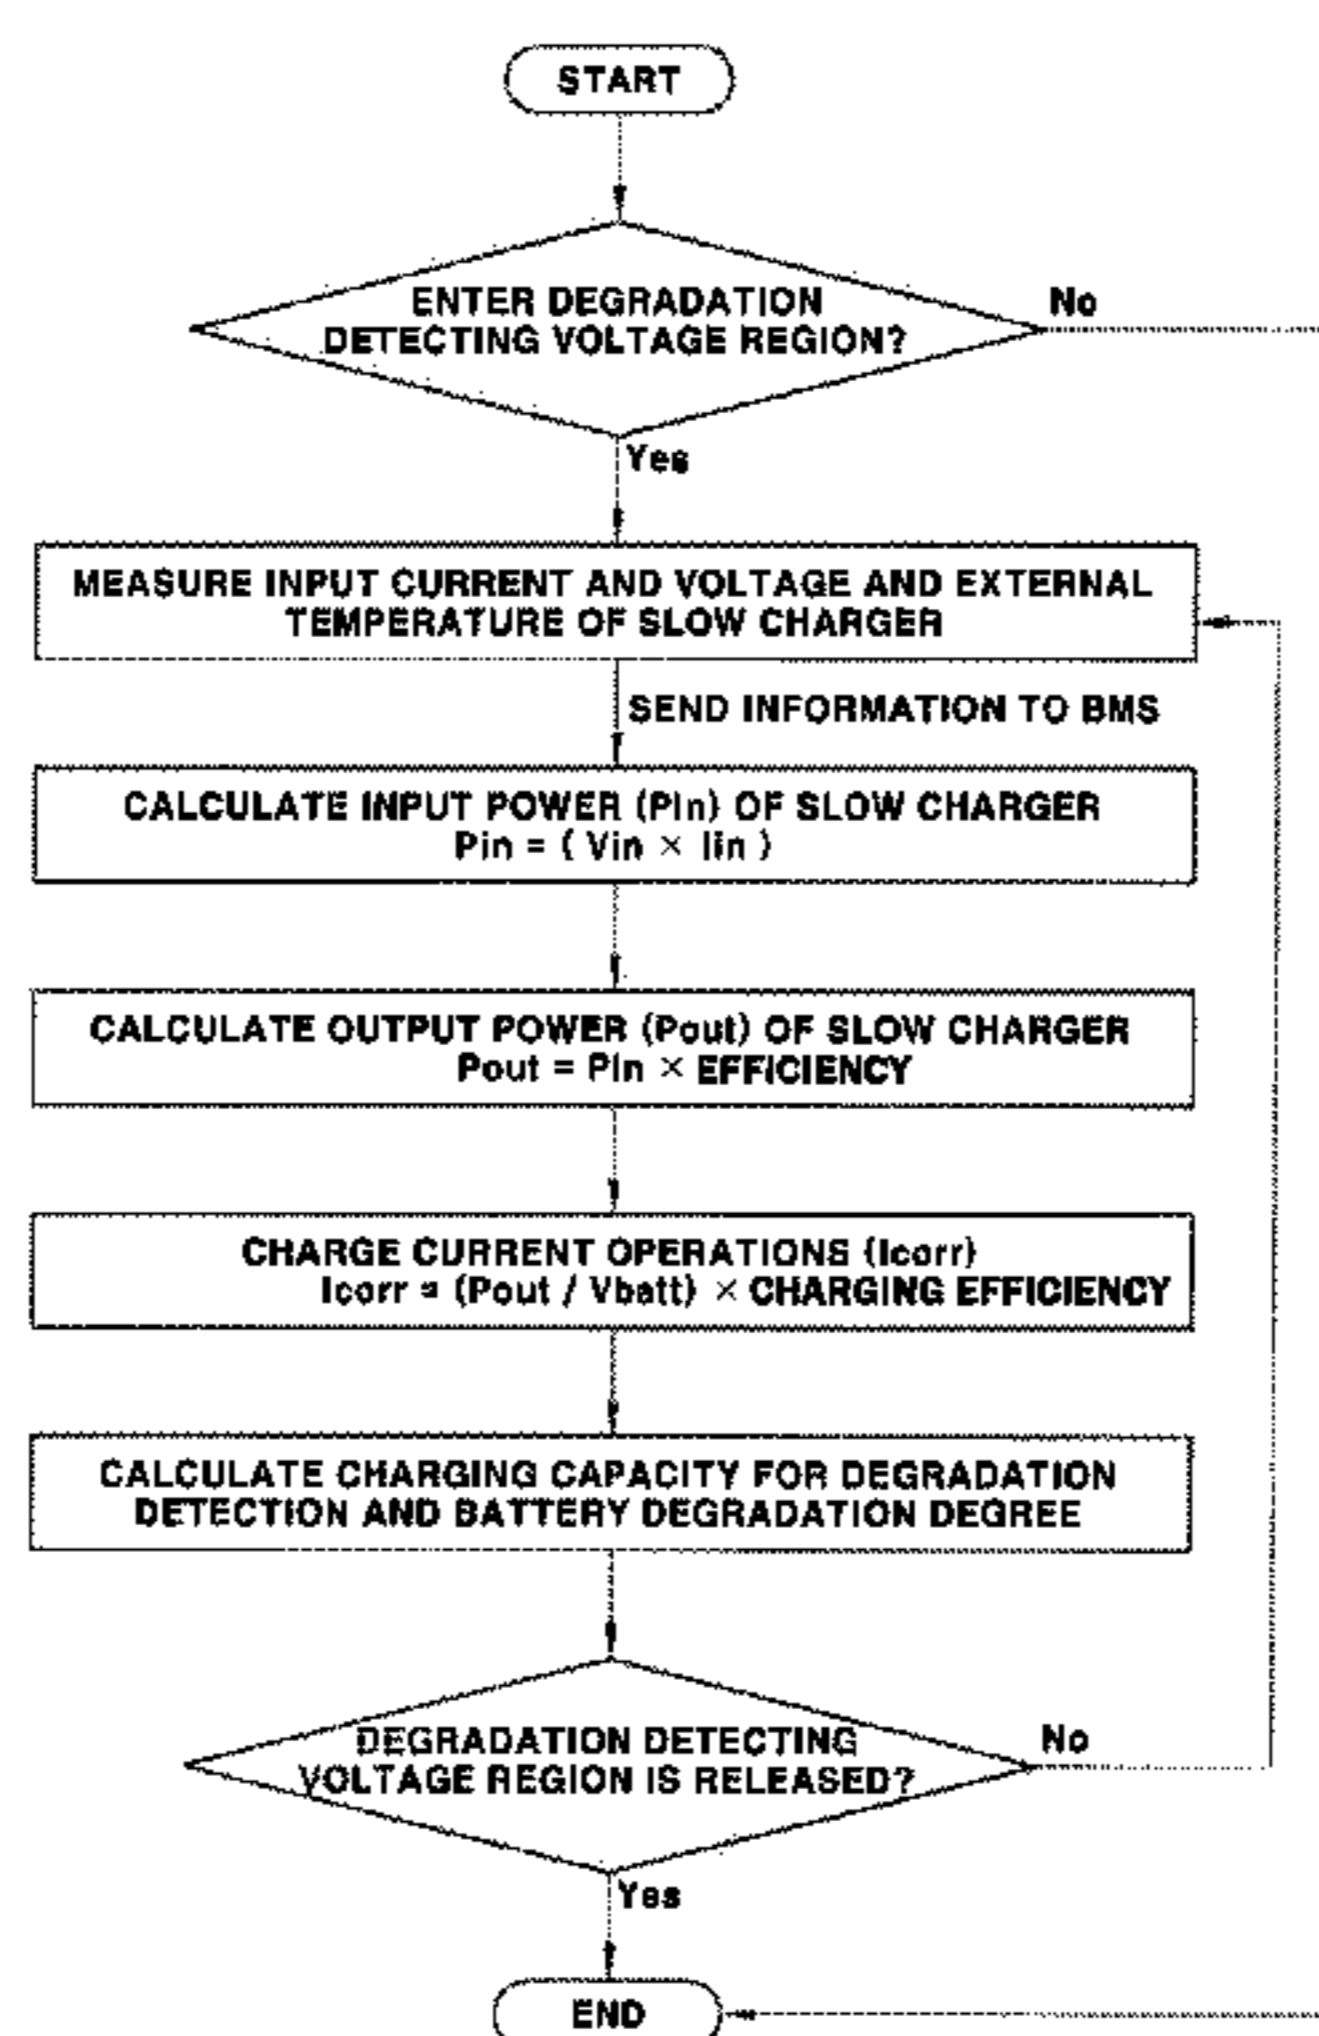 START
ENTER DEGRADATION
DETECTING VOLTAGE REGION?
No
Yes
MEASURE INPUT CURRENT AND VOLTAGE AND EXTERNAL
TEMPERATURE OF SLOW CHARGER
SEND INFORMATION TO BMS
CALCULATE INPUT POWER (Pin) OF SLOW CHARGER
Pin = ( Vin × Iin )
CALCULATE OUTPUT POWER (Pout) OF SLOW CHARGER
Pout = Pin × EFFICIENCY
CHARGE CURRENT OPERATIONS (Icorr)
Icorr = (Pout / Vbatt) × CHARGING EFFICIENCY
CALCULATE CHARGING CAPACITY FOR DEGRADATION
DETECTION AND BATTERY DEGRADATION DEGREE
DEGRADATION DETECTING
VOLTAGE REGION IS RELEASED?
No
Yes
END